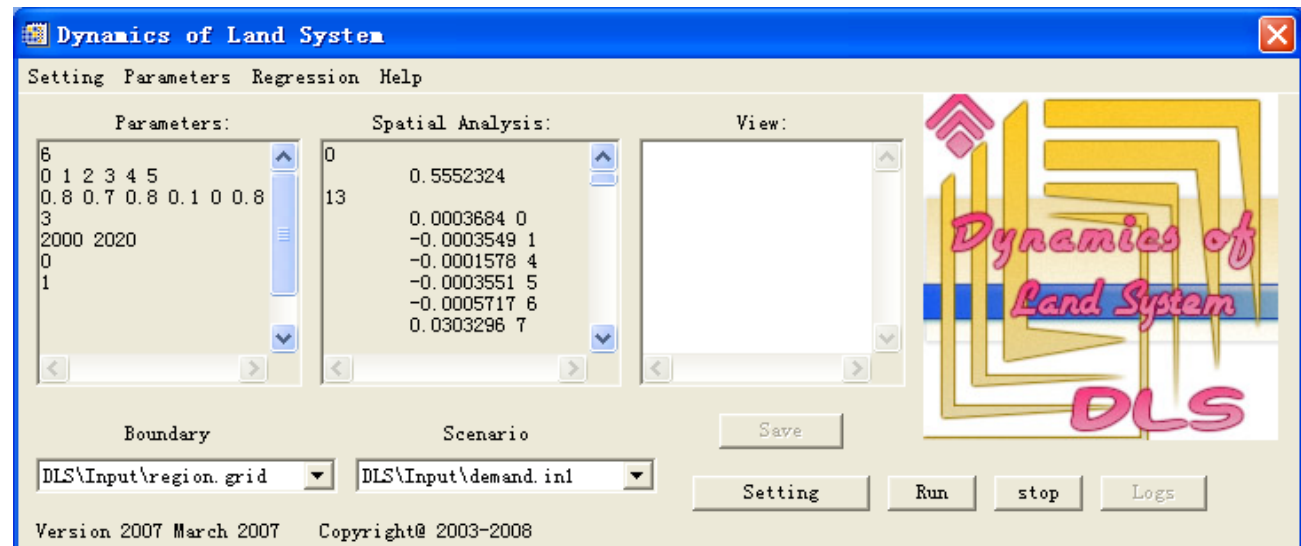 Dynamics of Land System
Setting Parameters Regression Help
Parameters:
6
0 1 2 3 4 5
0.8 0.7 0.8 0.1 0 0.8
3
2000 2020
0
1
Spatial Analysis:
0
0.5552324
13
0.0003684 0
-0.0003549 1
-0.0001578 4
-0.0003551 5
-0.0005717 6
0.0303296 7
View:
Dynamics of
Land System
DLS
Boundary
DLS\Input\region.grid
Scenario
DLS\Input\demand.in1
Save
Setting
Run
stop
Logs
Version 2007 March 2007 Copyright@ 2003-2008